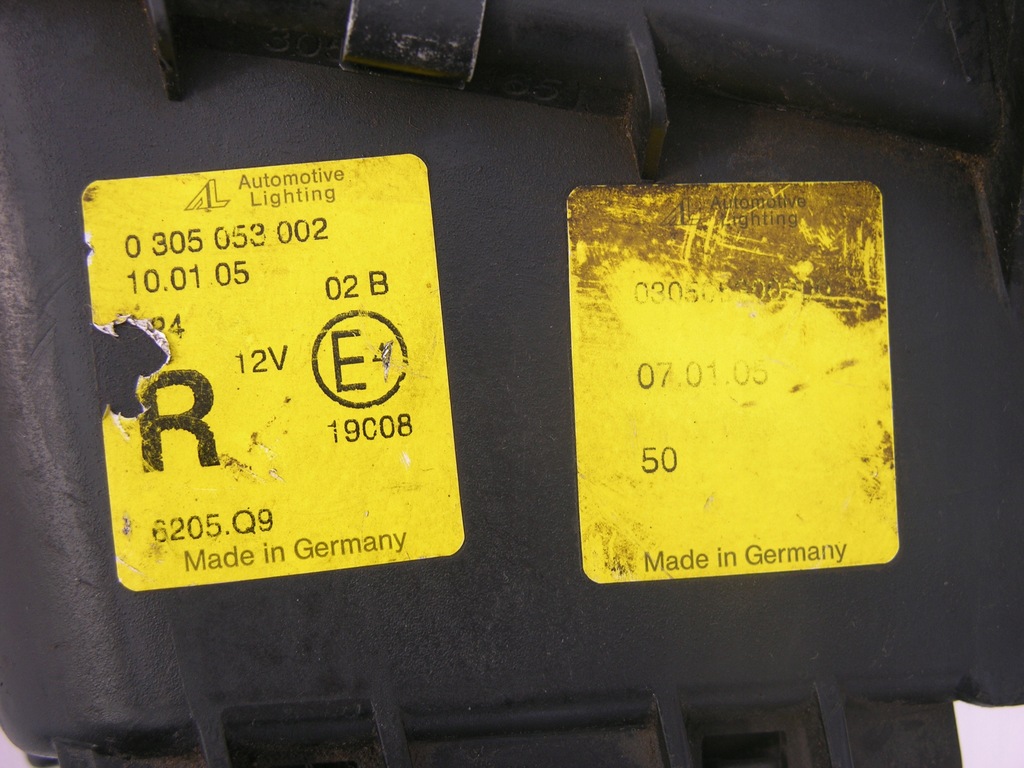 Automotive
Lighting
0 305 053 002
10.01.05
02 B
12V
E
R
19008
6205.Q9
Made in Germany
Automotive
Lighting
07.01.05
50
Made in Germany